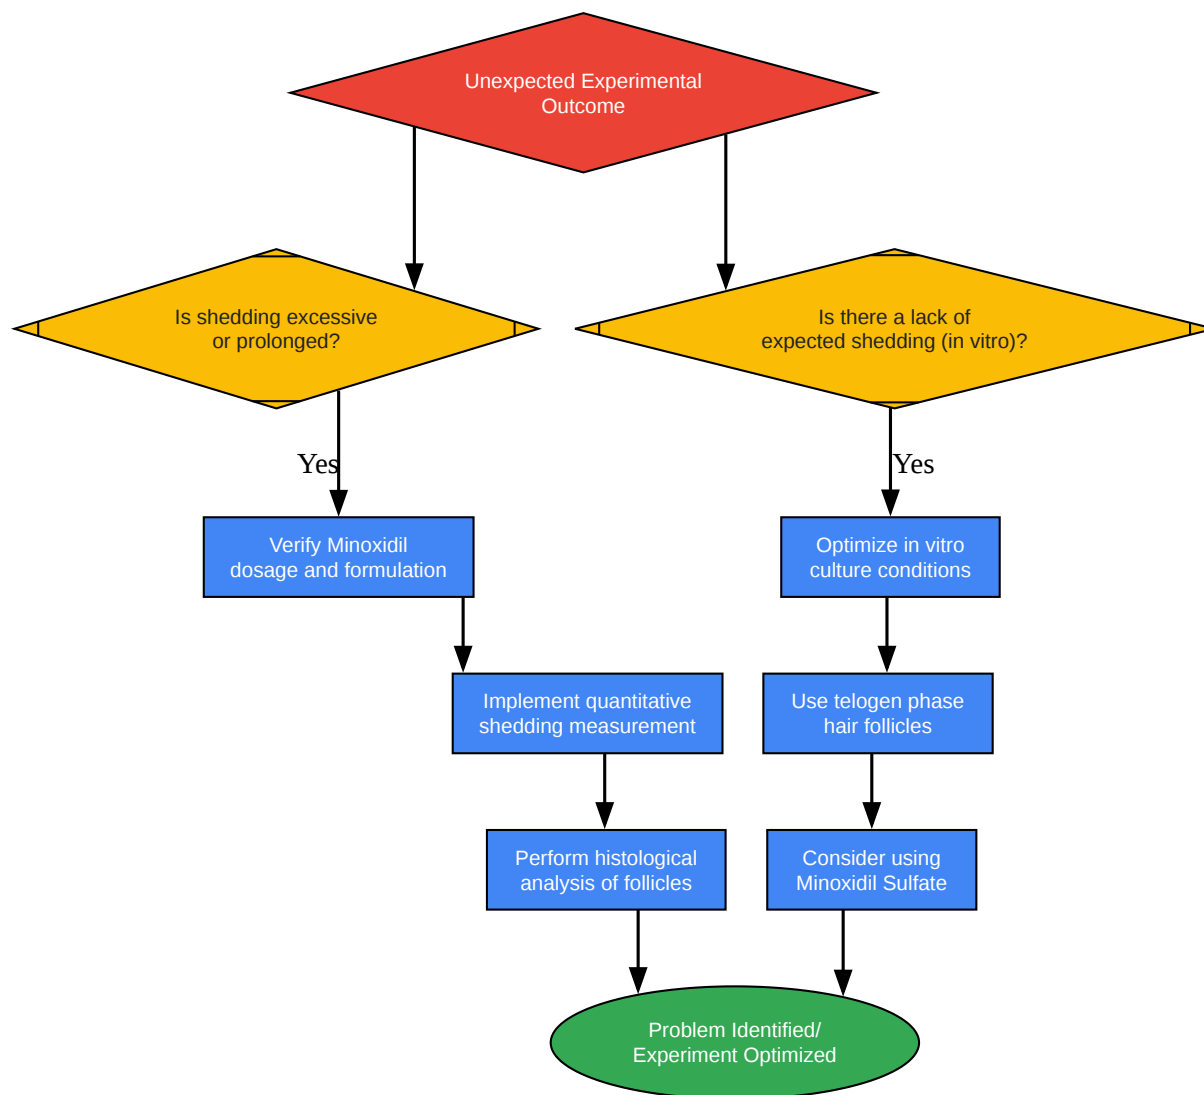 Unexpected Experimental
Outcome
Is shedding excessive
or prolonged?
Is there a lack of
expected shedding (in vitro)?
Yes
Yes
Verify Minoxidil
dosage and formulation
Optimize in vitro
culture conditions
Implement quantitative
shedding measurement
Use telogen phase
hair follicles
Perform histological
analysis of follicles
Consider using
Minoxidil Sulfate
Problem Identified/
Experiment Optimized